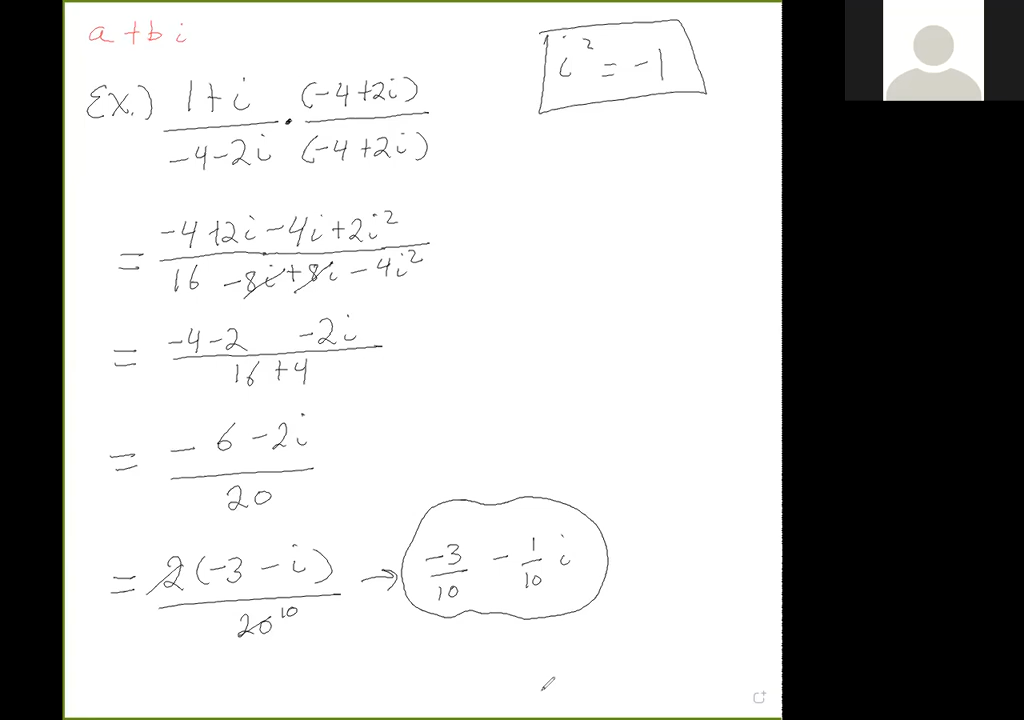 a + b i
i² = -1
Ex.) (1+i)/(-4-2i) · (-4+2i)/(-4+2i)
= (-4+2i-4i+2i²)/(16-8i+8i-4i²)
= (-4-2 -2i)/(16+4)
= (-6-2i)/20
= 2(-3-i)/20 10 → -3/10 - 1/10 i